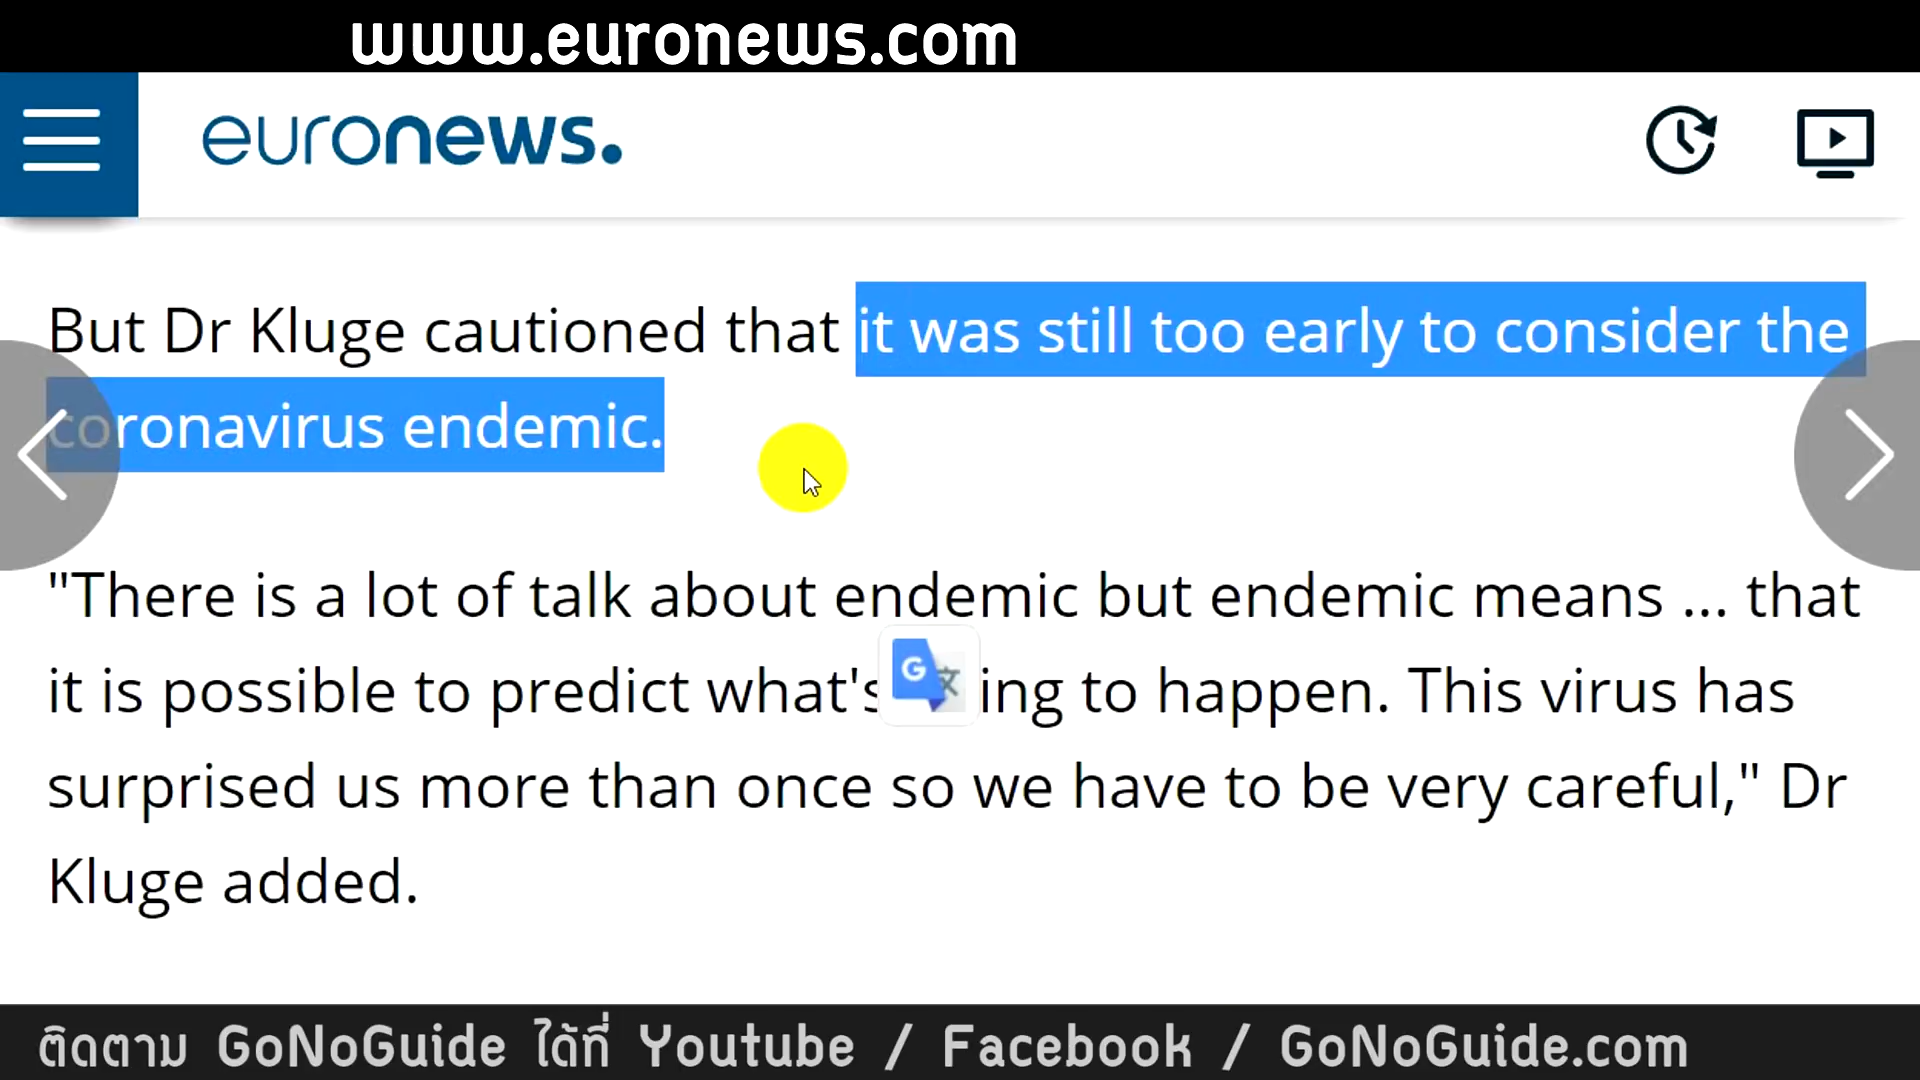 www.euronews.com
euronews.
But Dr Kluge cautioned that it was still too early to consider the
coronavirus endemic.
"There is a lot of talk about endemic but endemic means ... that
it is possible to predict what's ing to happen. This virus has
surprised us more than once so we have to be very careful," Dr
Kluge added.
ติดตาม GoNoGuide ได้ที่ Youtube / Facebook / GoNoGuide.com